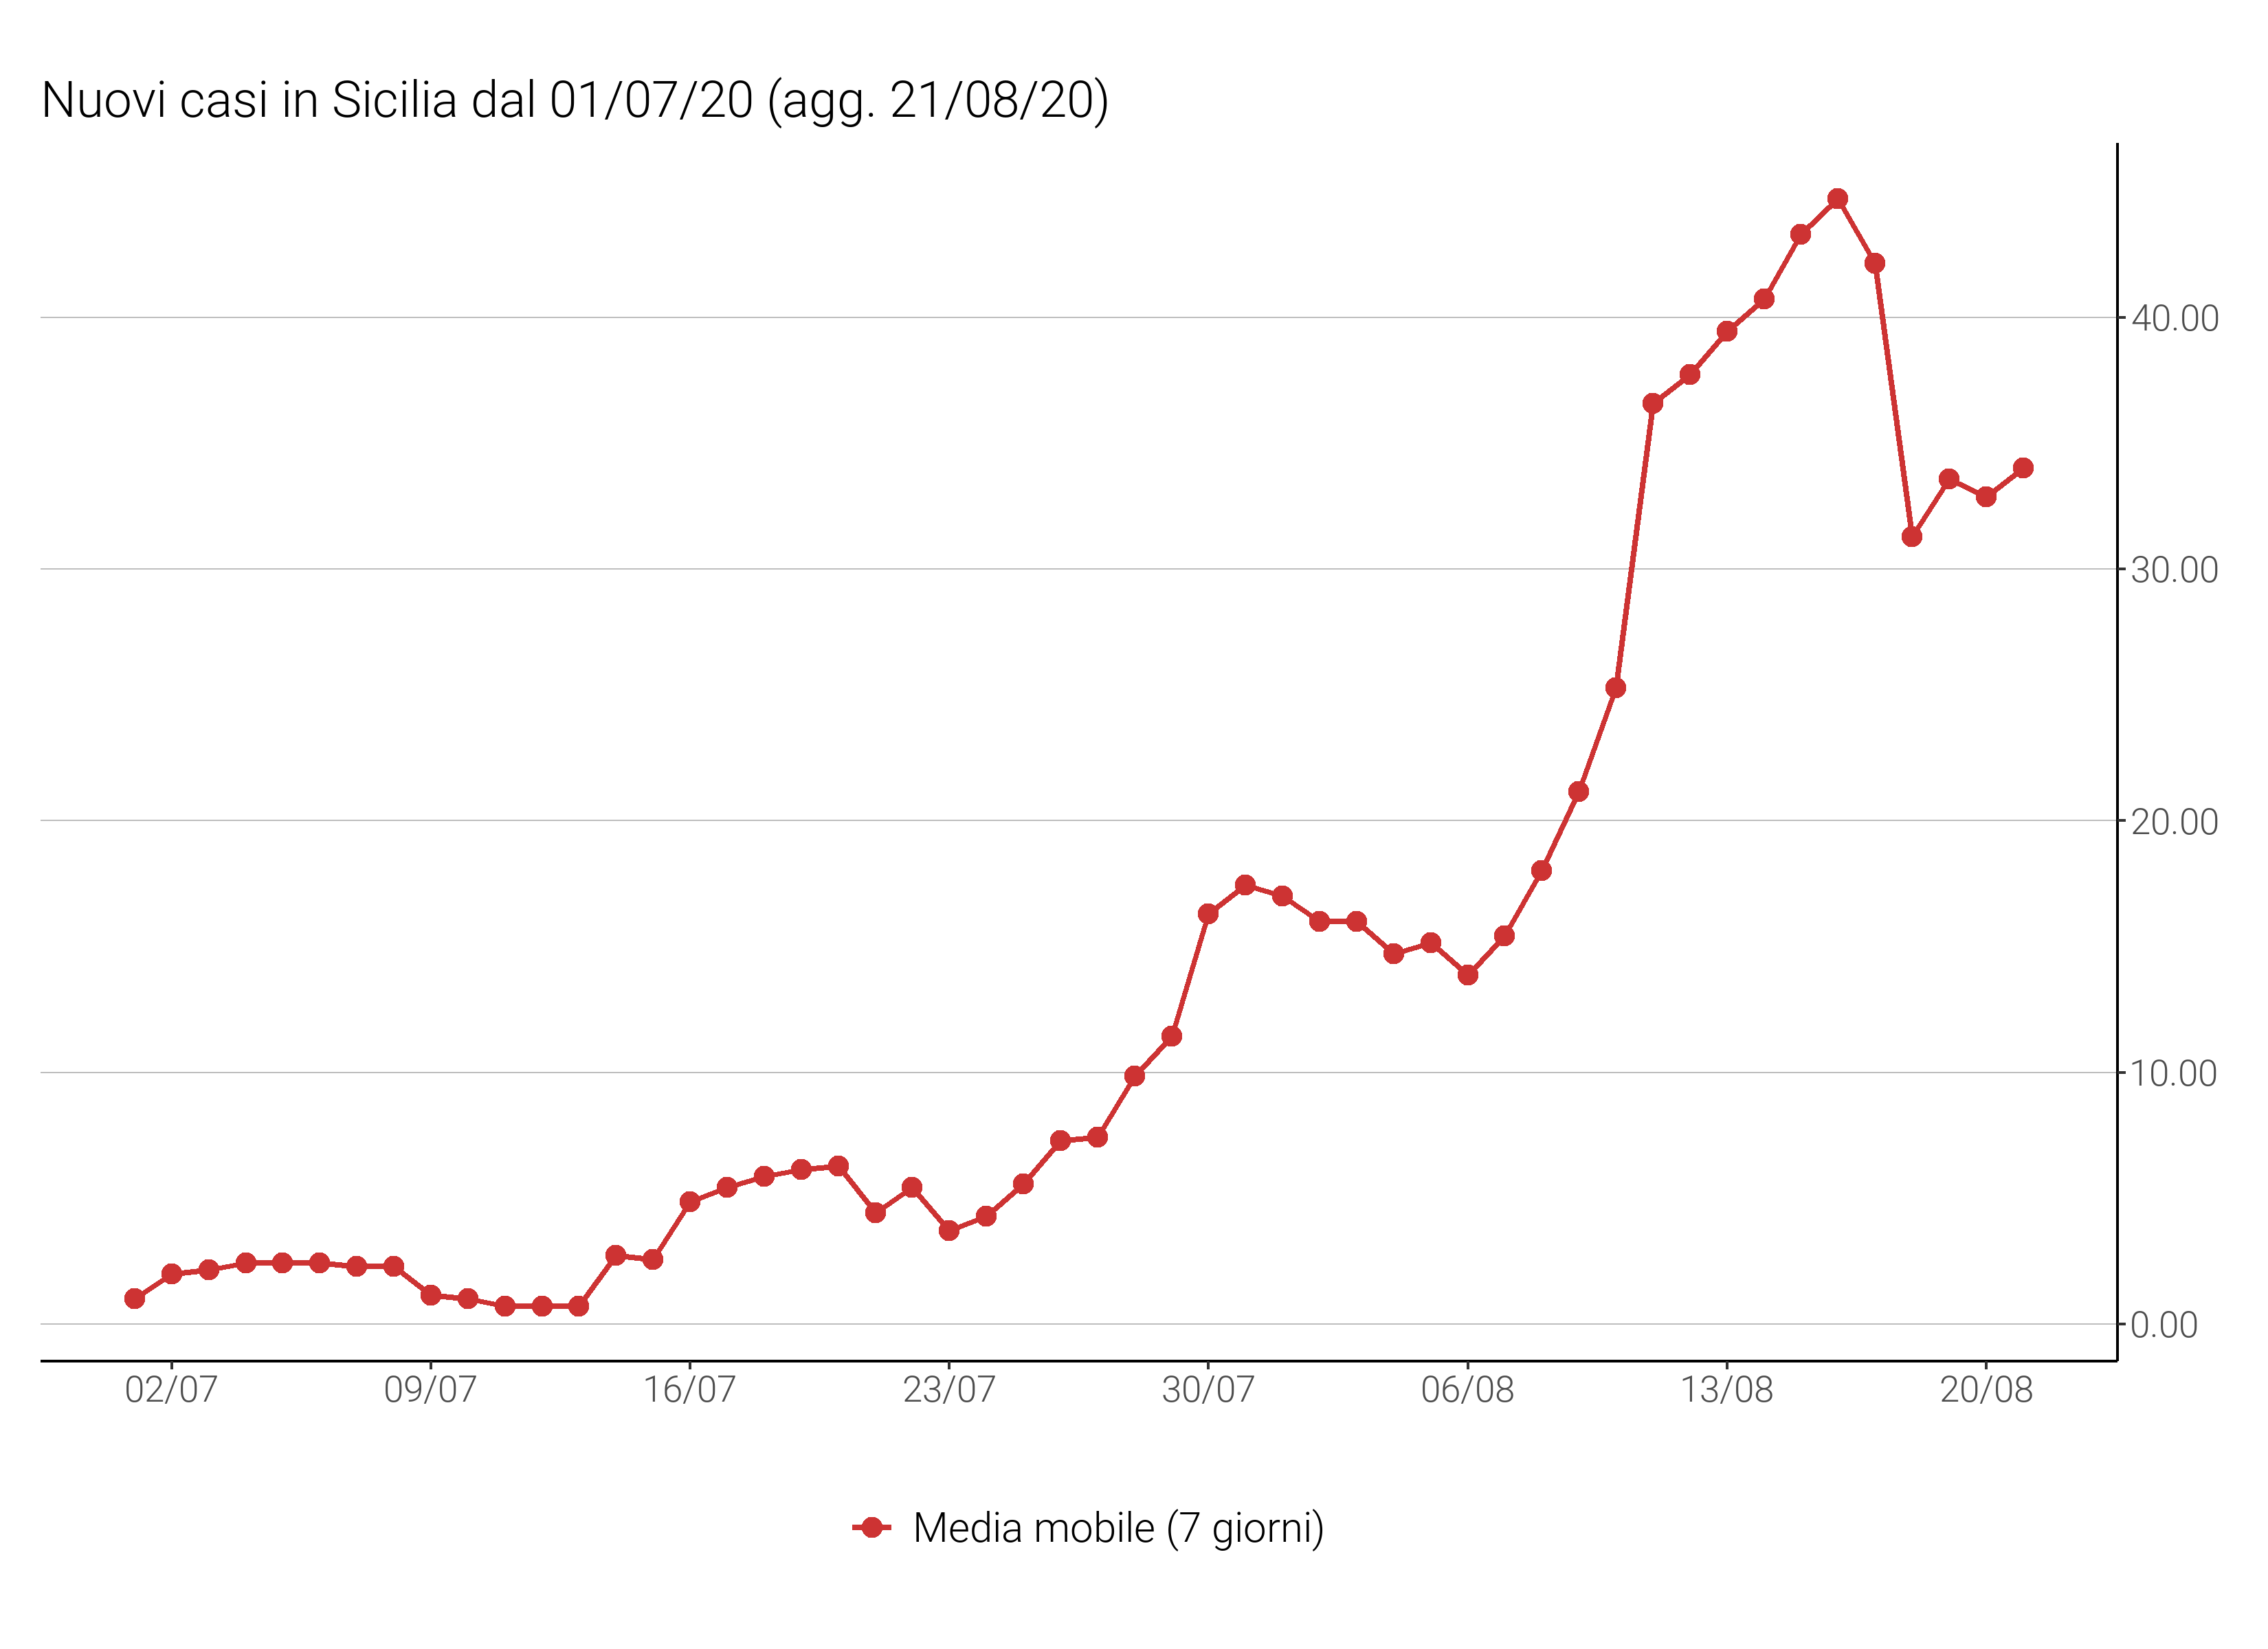 Nuovi casi in Sicilia dal 01/07/20 (agg. 21/08/20)
40.00
30.00
20.00
10.00
0.00
02/07 09/07 16/07 23/07 30/07 06/08 13/08 20/08
Media mobile (7 giorni)